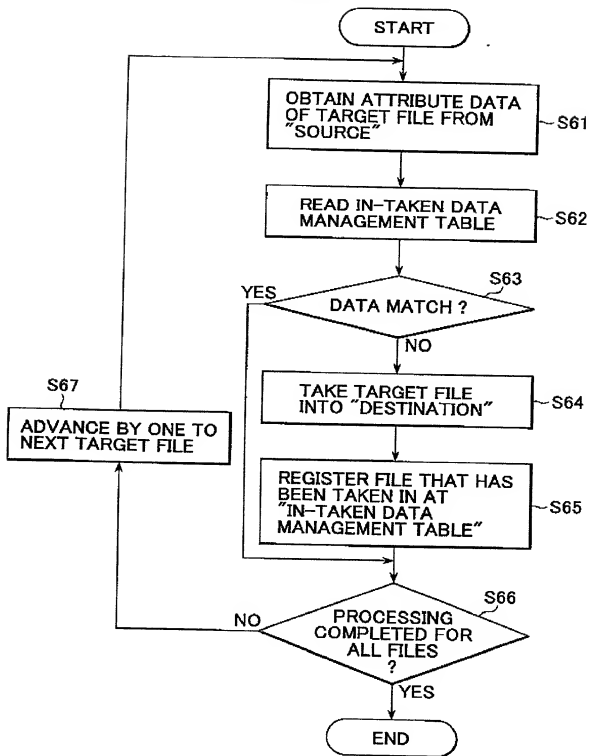 START
OBTAIN ATTRIBUTE DATA
OF TARGET FILE FROM
"SOURCE"
S61
READ IN-TAKEN DATA
MANAGEMENT TABLE
S62
S63
YES
DATA MATCH ?
NO
S67
ADVANCE BY ONE TO
NEXT TARGET FILE
TAKE TARGET FILE
INTO "DESTINATION"
S64
REGISTER FILE THAT HAS
BEEN TAKEN IN AT
"IN-TAKEN DATA
MANAGEMENT TABLE"
S65
S66
NO
PROCESSING
COMPLETED FOR
ALL FILES
?
YES
END